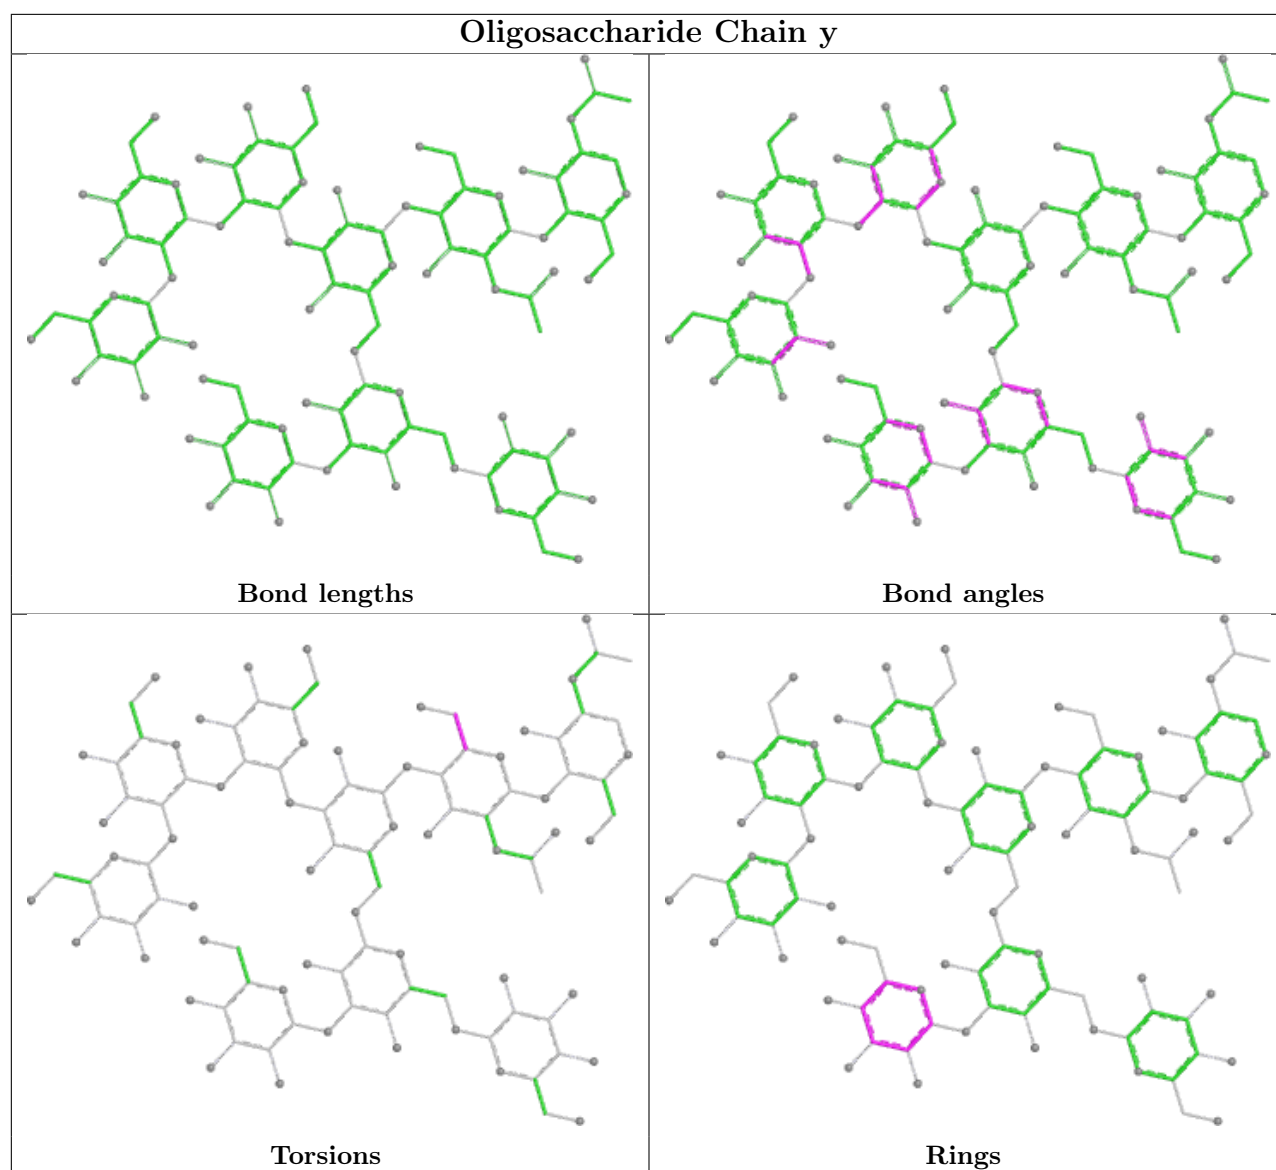 Oligosaccharide Chain y
Bond lengths
Bond angles
Torsions
Rings